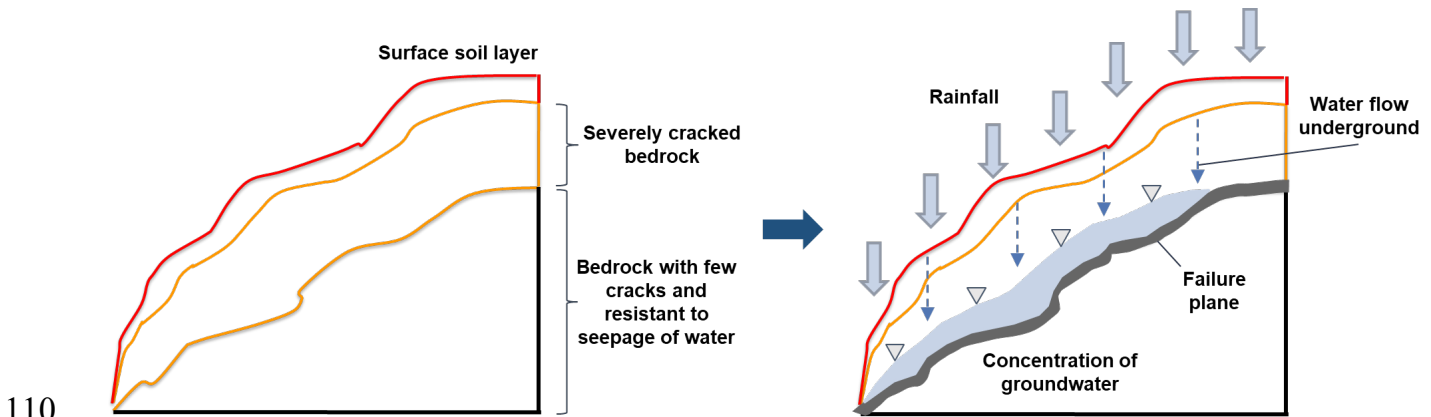 Surface soil layer
Severely cracked
bedrock
Bedrock with few
cracks and
resistant to
seepage of water
Rainfall
Water flow
underground
Failure
plane
Concentration of
groundwater
110